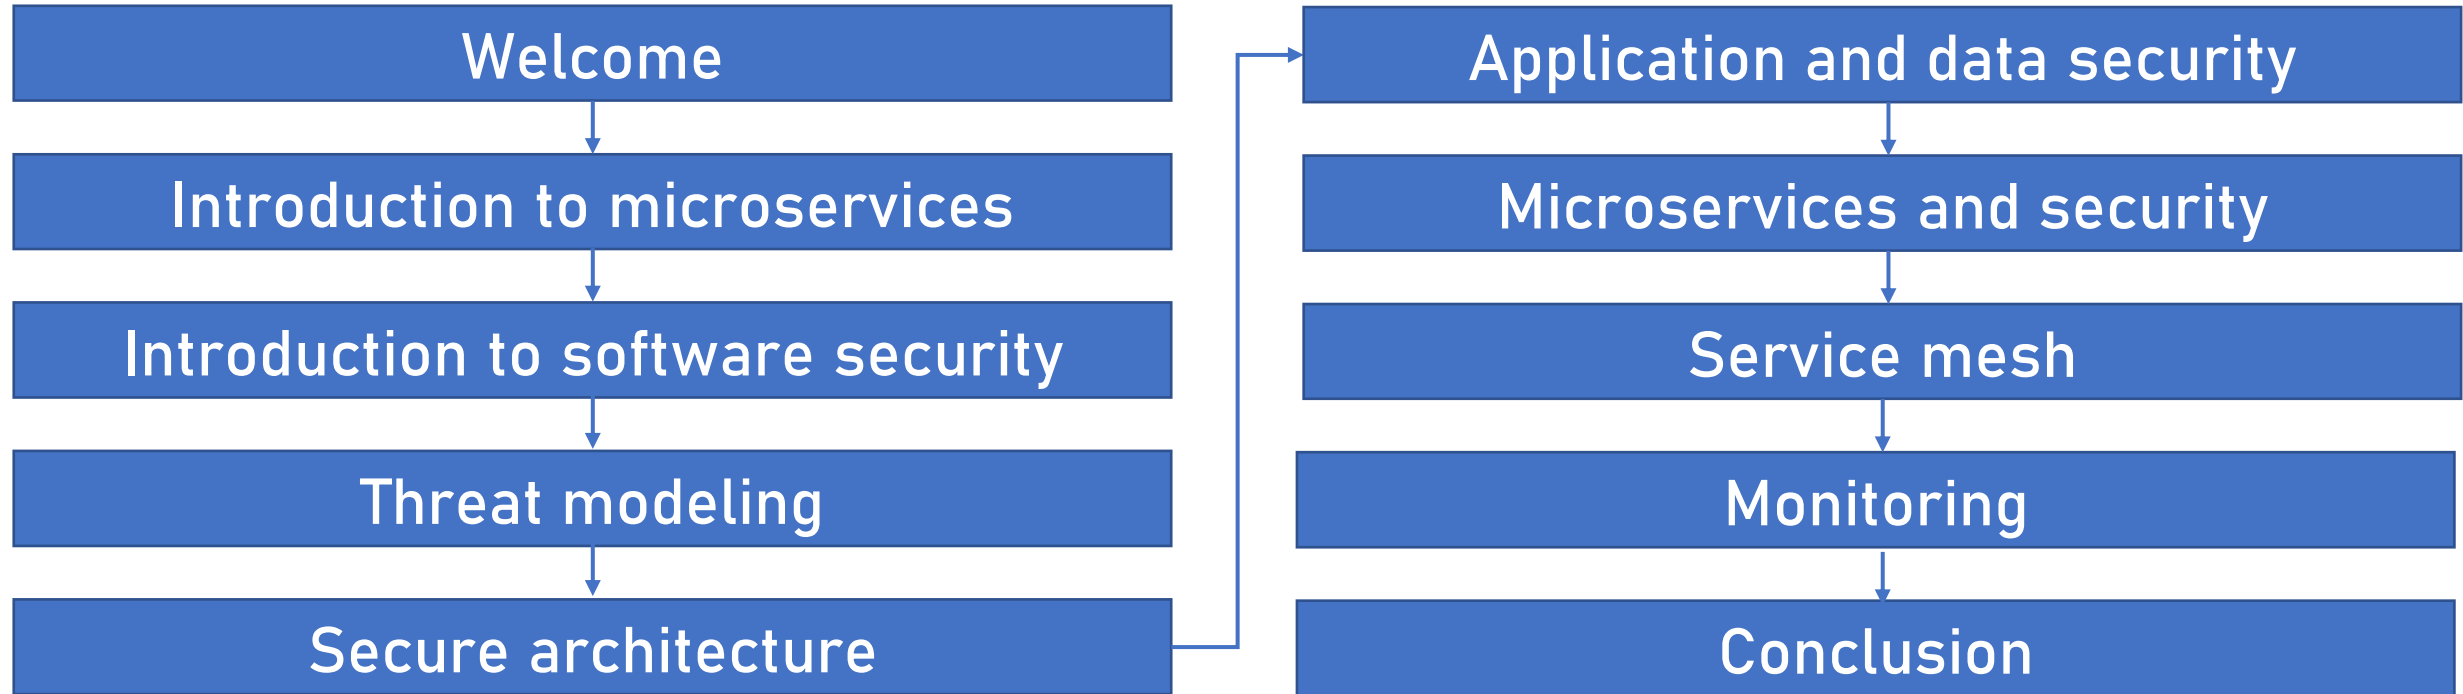 Welcome
Introduction to microservices
Introduction to software security
Threat modeling
Secure architecture
Application and data security
Microservices and security
Service mesh
Monitoring
Conclusion